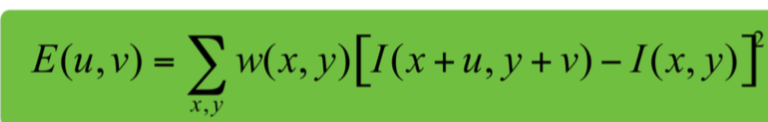 E(u,v) = ∑_{x,y} w(x,y)[I(x+u,y+v)−I(x,y)]²